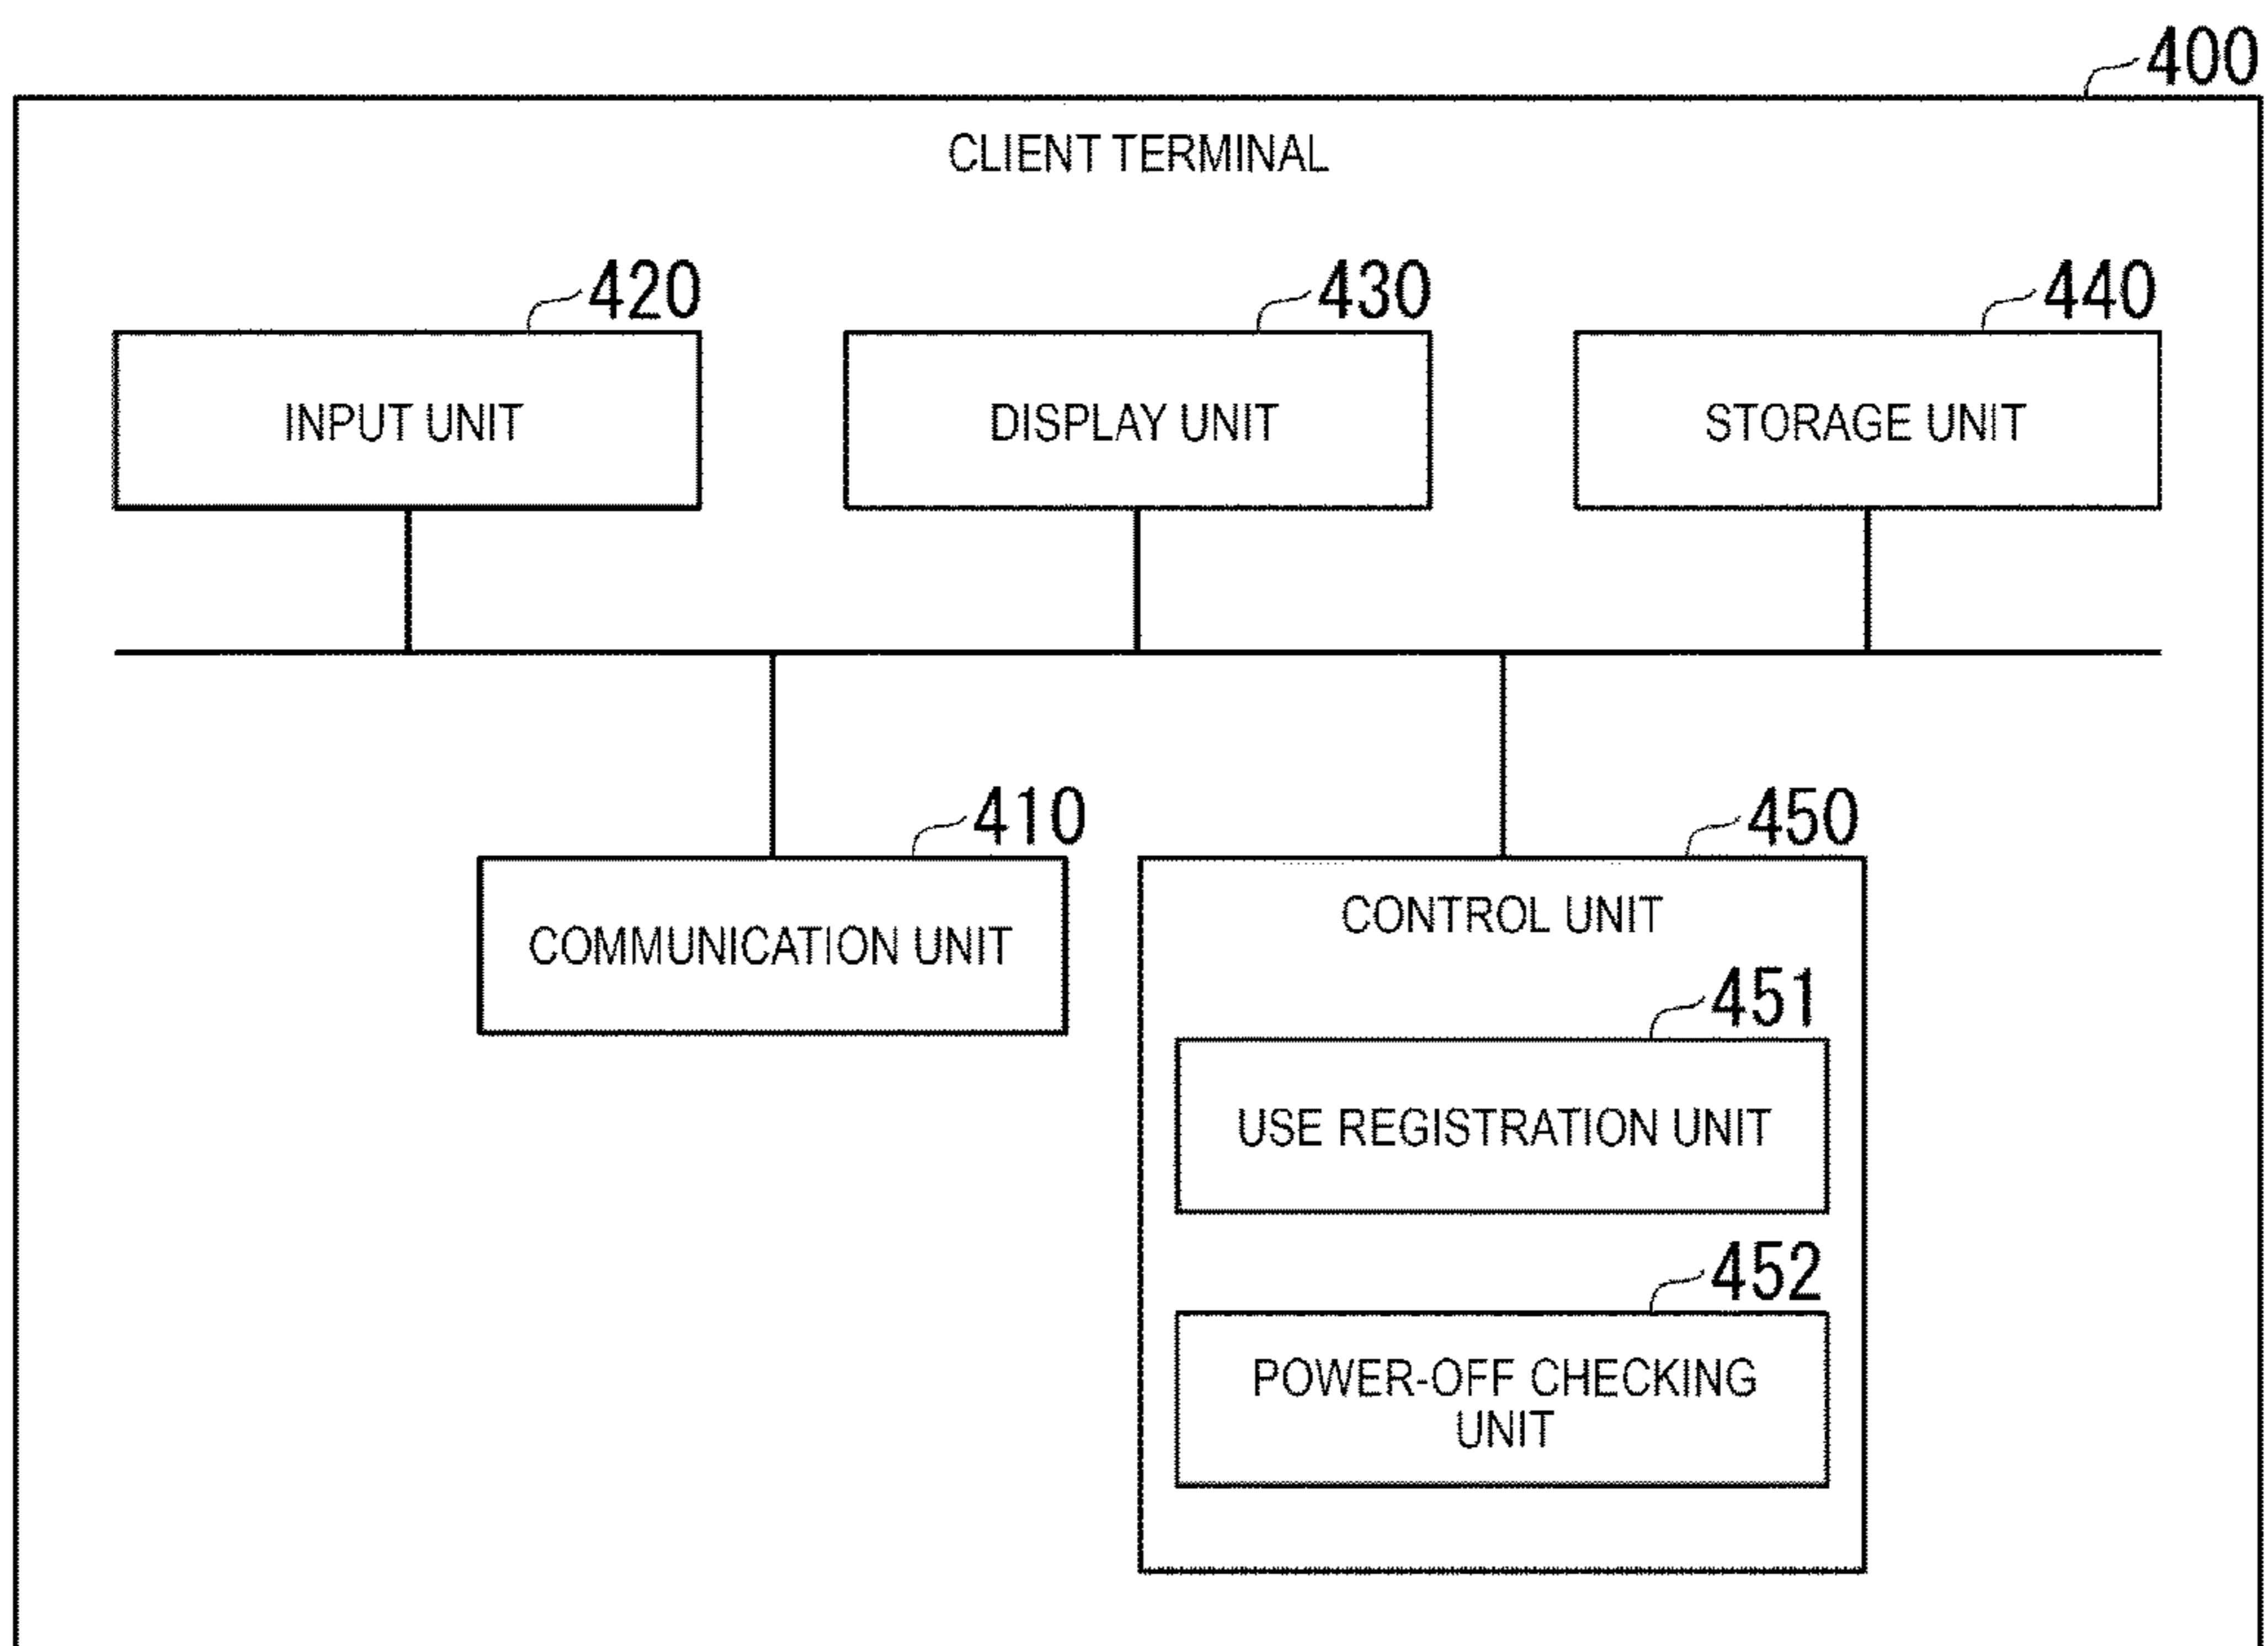 400
CLIENT TERMINAL
420
430
440
INPUT UNIT
DISPLAY UNIT
STORAGE UNIT
410
450
COMMUNICATION UNIT
CONTROL UNIT
451
USE REGISTRATION UNIT
452
POWER-OFF CHECKING
UNIT